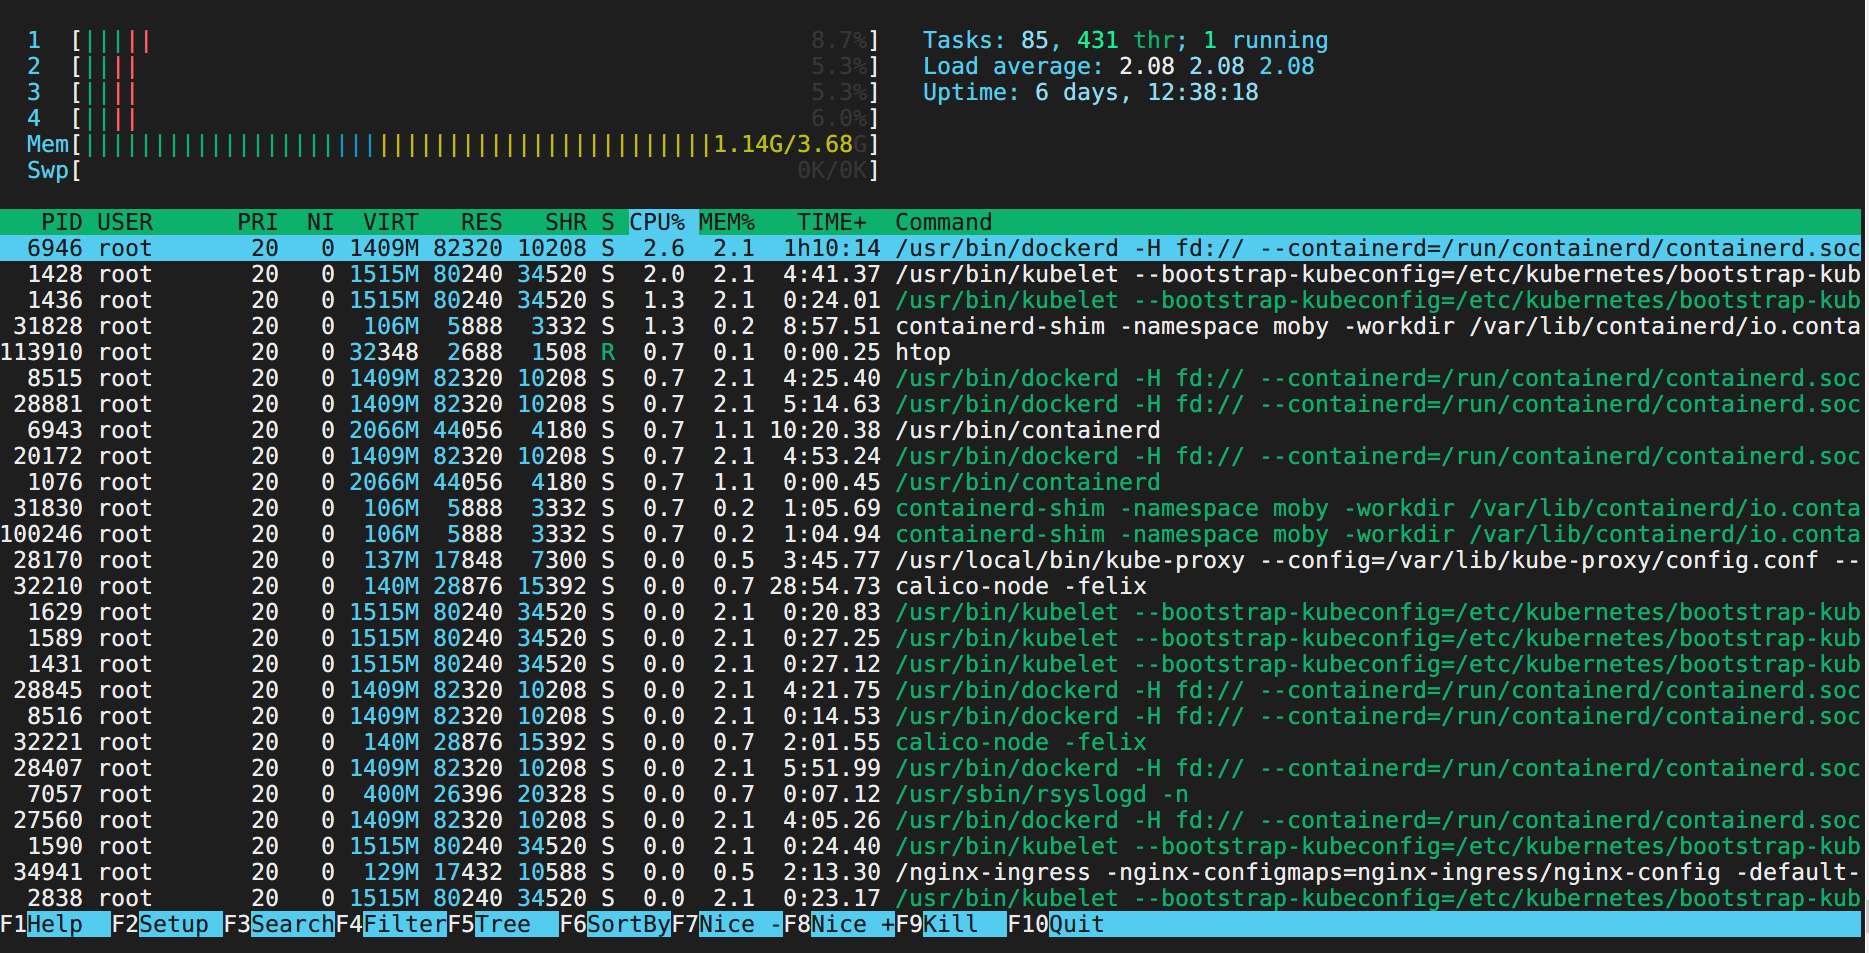 1 [||||| 8.7%] Tasks: 85, 431 thr; 1 running
2 [|||| 5.3%] Load average: 2.08 2.08 2.08
3 [|||| 5.3%] Uptime: 6 days, 12:38:18
4 [|||| 6.0%]
Mem[|||||||||||||||||||||||||||||||||||||||||||||1.14G/3.68G]
Swp[ 0K/0K]
PID USER PRI NI VIRT RES SHR S CPU% MEM% TIME+ Command
6946 root 20 0 1409M 82320 10208 S 2.6 2.1 1h10:14 /usr/bin/dockerd -H fd:// --containerd=/run/containerd/containerd.soc
1428 root 20 0 1515M 80240 34520 S 2.0 2.1 4:41.37 /usr/bin/kubelet --bootstrap-kubeconfig=/etc/kubernetes/bootstrap-kub
1436 root 20 0 1515M 80240 34520 S 1.3 2.1 0:24.01 /usr/bin/kubelet --bootstrap-kubeconfig=/etc/kubernetes/bootstrap-kub
31828 root 20 0 106M 5888 3332 S 1.3 0.2 8:57.51 containerd-shim -namespace moby -workdir /var/lib/containerd/io.conta
113910 root 20 0 32348 2688 1508 R 0.7 0.1 0:00.25 htop
8515 root 20 0 1409M 82320 10208 S 0.7 2.1 4:25.40 /usr/bin/dockerd -H fd:// --containerd=/run/containerd/containerd.soc
28881 root 20 0 1409M 82320 10208 S 0.7 2.1 5:14.63 /usr/bin/dockerd -H fd:// --containerd=/run/containerd/containerd.soc
6943 root 20 0 2066M 44056 4180 S 0.7 1.1 10:20.38 /usr/bin/containerd
20172 root 20 0 1409M 82320 10208 S 0.7 2.1 4:53.24 /usr/bin/dockerd -H fd:// --containerd=/run/containerd/containerd.soc
1076 root 20 0 2066M 44056 4180 S 0.7 1.1 0:00.45 /usr/bin/containerd
31830 root 20 0 106M 5888 3332 S 0.7 0.2 1:05.69 containerd-shim -namespace moby -workdir /var/lib/containerd/io.conta
100246 root 20 0 106M 5888 3332 S 0.7 0.2 1:04.94 containerd-shim -namespace moby -workdir /var/lib/containerd/io.conta
28170 root 20 0 137M 17848 7300 S 0.0 0.5 3:45.77 /usr/local/bin/kube-proxy --config=/var/lib/kube-proxy/config.conf --
32210 root 20 0 140M 28876 15392 S 0.0 0.7 28:54.73 calico-node -felix
1629 root 20 0 1515M 80240 34520 S 0.0 2.1 0:20.83 /usr/bin/kubelet --bootstrap-kubeconfig=/etc/kubernetes/bootstrap-kub
1589 root 20 0 1515M 80240 34520 S 0.0 2.1 0:27.25 /usr/bin/kubelet --bootstrap-kubeconfig=/etc/kubernetes/bootstrap-kub
1431 root 20 0 1515M 80240 34520 S 0.0 2.1 0:27.12 /usr/bin/kubelet --bootstrap-kubeconfig=/etc/kubernetes/bootstrap-kub
28845 root 20 0 1409M 82320 10208 S 0.0 2.1 4:21.75 /usr/bin/dockerd -H fd:// --containerd=/run/containerd/containerd.soc
8516 root 20 0 1409M 82320 10208 S 0.0 2.1 0:14.53 /usr/bin/dockerd -H fd:// --containerd=/run/containerd/containerd.soc
32221 root 20 0 140M 28876 15392 S 0.0 0.7 2:01.55 calico-node -felix
28407 root 20 0 1409M 82320 10208 S 0.0 2.1 5:51.99 /usr/bin/dockerd -H fd:// --containerd=/run/containerd/containerd.soc
7057 root 20 0 400M 26396 20328 S 0.0 0.7 0:07.12 /usr/sbin/rsyslogd -n
27560 root 20 0 1409M 82320 10208 S 0.0 2.1 4:05.26 /usr/bin/dockerd -H fd:// --containerd=/run/containerd/containerd.soc
1590 root 20 0 1515M 80240 34520 S 0.0 2.1 0:24.40 /usr/bin/kubelet --bootstrap-kubeconfig=/etc/kubernetes/bootstrap-kub
34941 root 20 0 129M 17432 10588 S 0.0 0.5 2:13.30 /nginx-ingress -nginx-configmaps=nginx-ingress/nginx-config -default-
2838 root 20 0 1515M 80240 34520 S 0.0 2.1 0:23.17 /usr/bin/kubelet --bootstrap-kubeconfig=/etc/kubernetes/bootstrap-kub
F1Help F2Setup F3SearchF4FilterF5Tree F6SortByF7Nice -F8Nice +F9Kill F10Quit